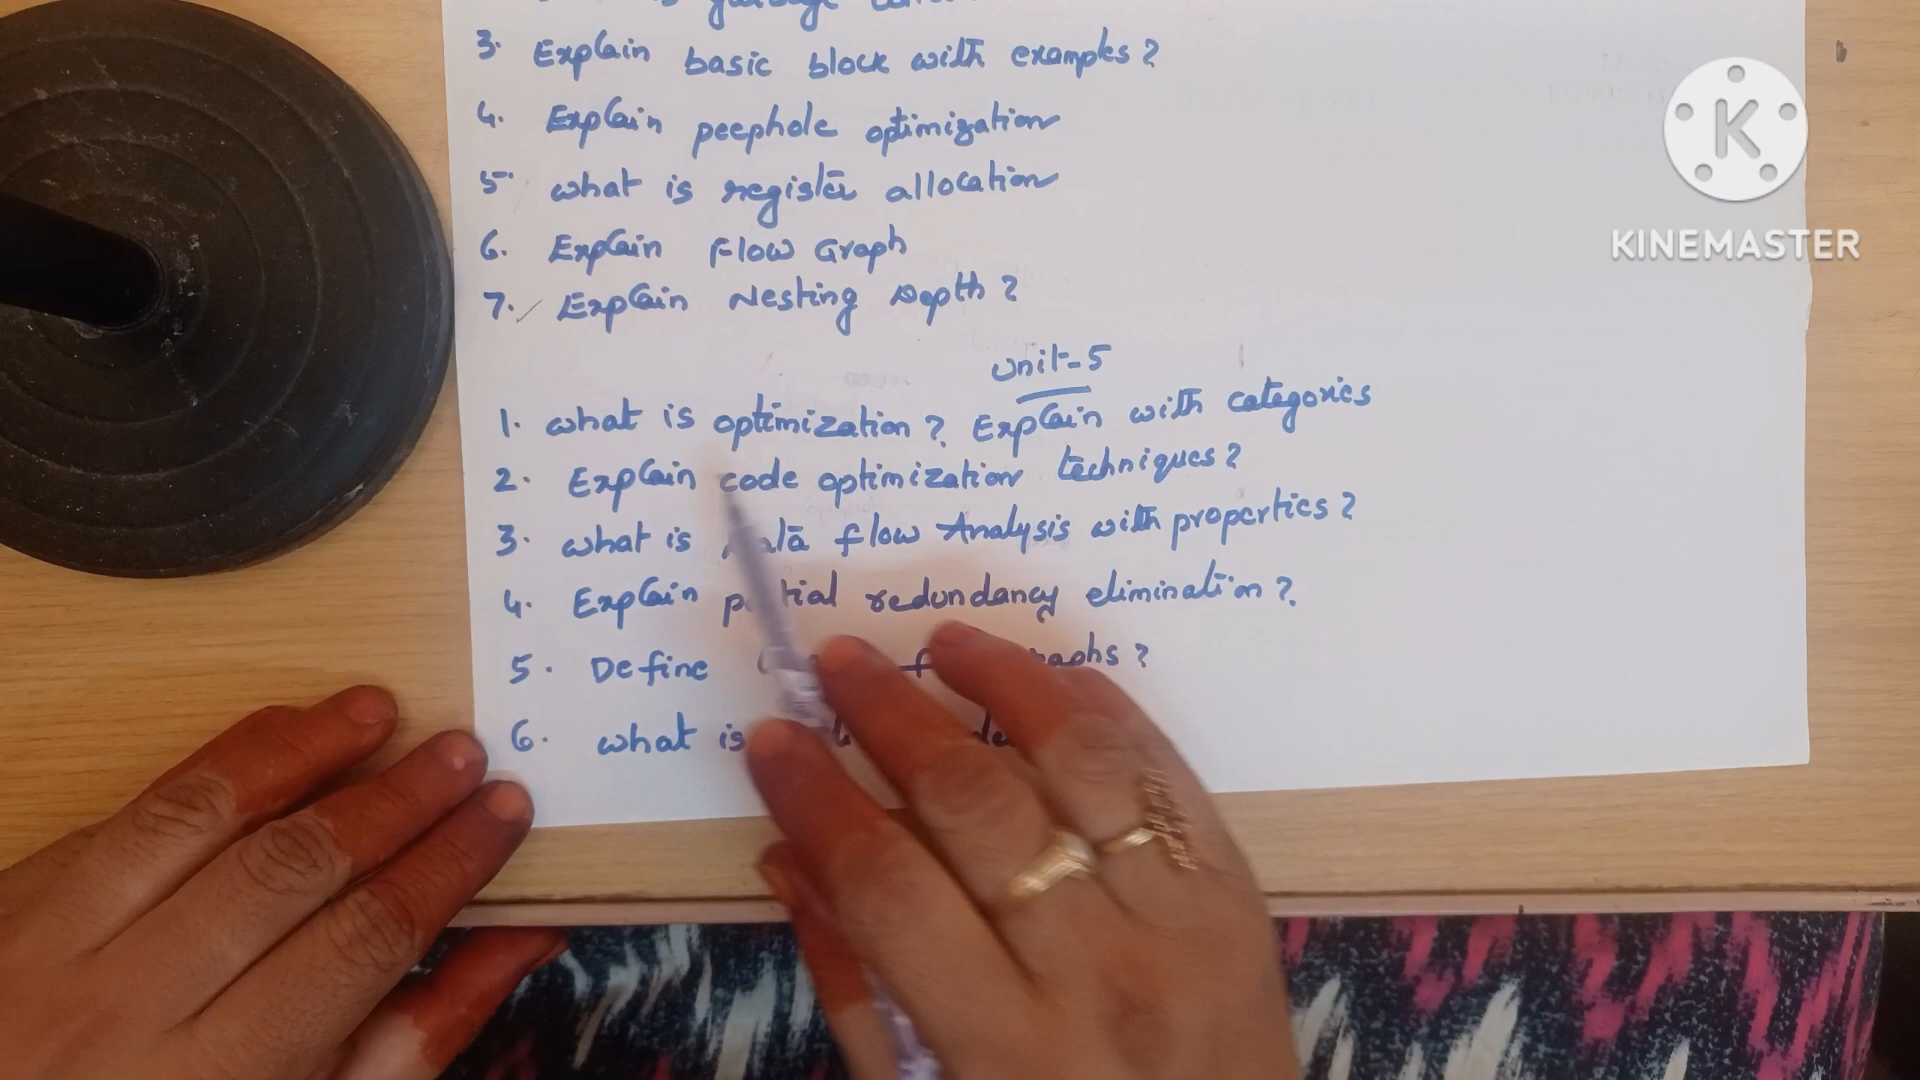 3. Explain basic block with examples?
4. Explain peephole optimization
5. what is register allocation
6. Explain Flow Graph
7. Explain Nesting Depth?
Unit-5
1. what is optimization? Explain with categories
2. Explain code optimization techniques?
3. what is flow Analysis with properties?
4. Explain partial redundancy elimination?
5. Define
6. what is
K
KINEMASTER